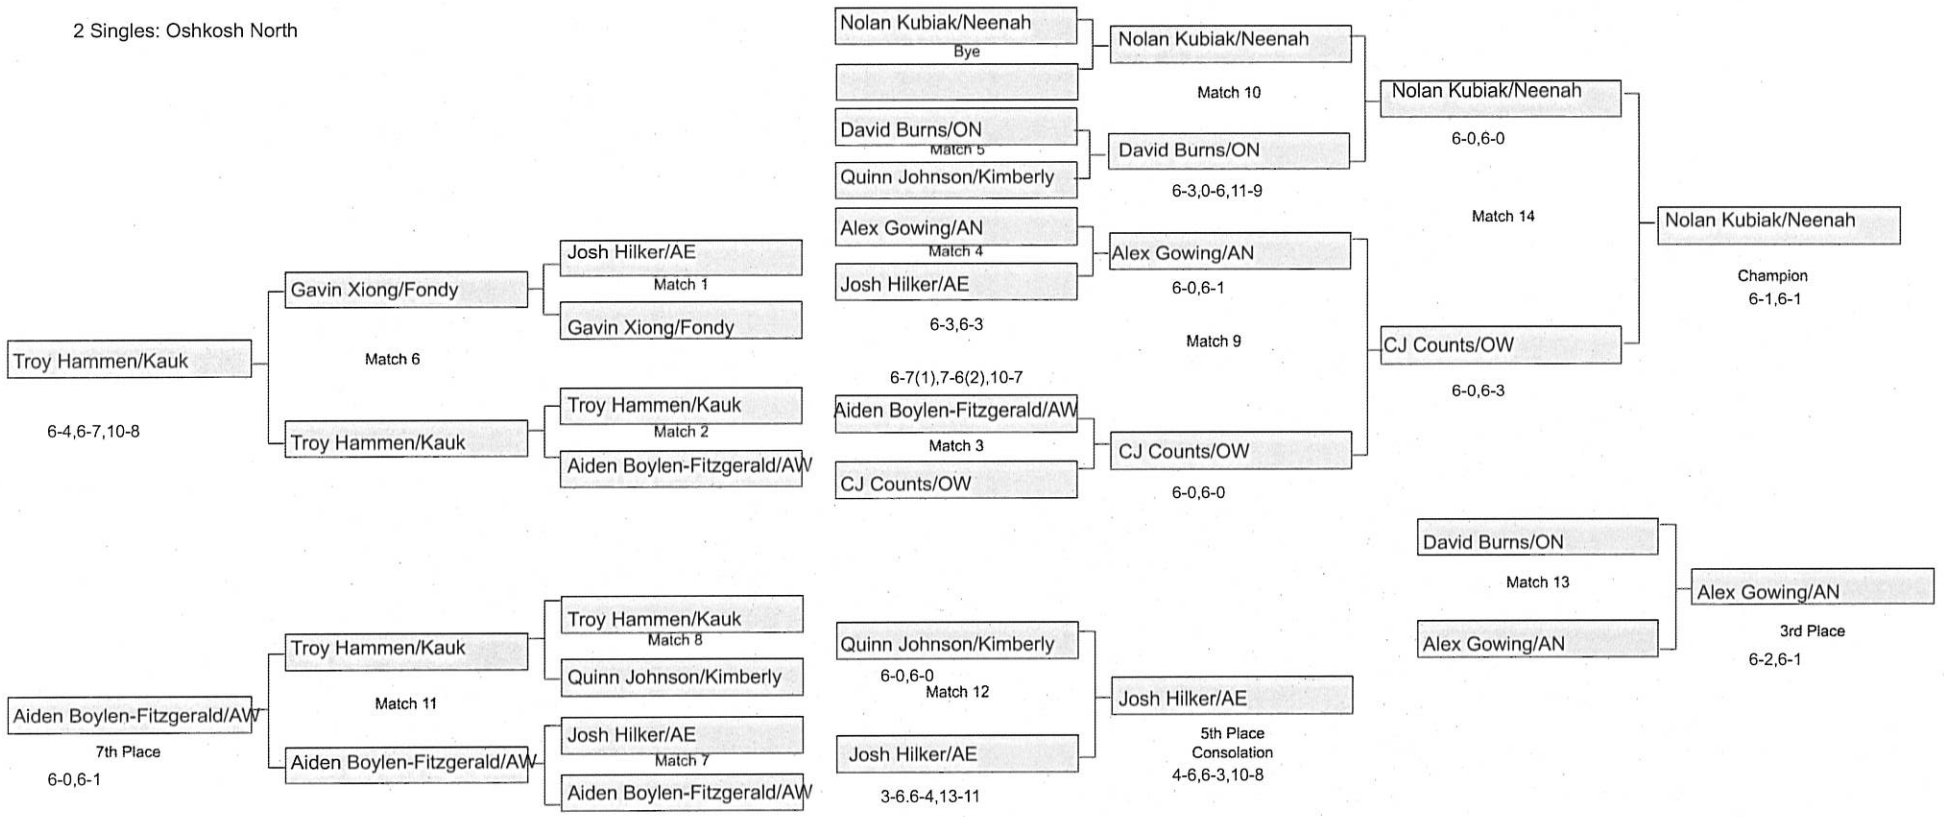 2 Singles: Oshkosh North
Nolan Kubiak/Neenah
Bye
Nolan Kubiak/Neenah
Match 10
Nolan Kubiak/Neenah
6-0,6-0
David Burns/ON
Match 5
Quinn Johnson/Kimberly
David Burns/ON
6-3,0-6,11-9
Match 14
Nolan Kubiak/Neenah
Champion
6-1,6-1
Alex Gowing/AN
Match 4
Josh Hilker/AE
6-3,6-3
Alex Gowing/AN
6-0,6-1
Match 9
CJ Counts/OW
6-0,6-3
6-7(1),7-6(2),10-7
Aiden Boylen-Fitzgerald/AW
Match 3
CJ Counts/OW
CJ Counts/OW
6-0,6-0
Josh Hilker/AE
Match 1
Gavin Xiong/Fondy
Gavin Xiong/Fondy
Match 6
Troy Hammen/Kauk
6-4,6-7,10-8
Troy Hammen/Kauk
Troy Hammen/Kauk
Match 2
Aiden Boylen-Fitzgerald/AW
David Burns/ON
Match 13
Alex Gowing/AN
Alex Gowing/AN
3rd Place
6-2,6-1
Troy Hammen/Kauk
Match 8
Quinn Johnson/Kimberly
Troy Hammen/Kauk
Match 11
Aiden Boylen-Fitzgerald/AW
7th Place
6-0,6-1
Aiden Boylen-Fitzgerald/AW
Josh Hilker/AE
Match 7
Aiden Boylen-Fitzgerald/AW
Quinn Johnson/Kimberly
6-0,6-0
Match 12
Josh Hilker/AE
3-6.6-4,13-11
Josh Hilker/AE
5th Place
Consolation
4-6,6-3,10-8